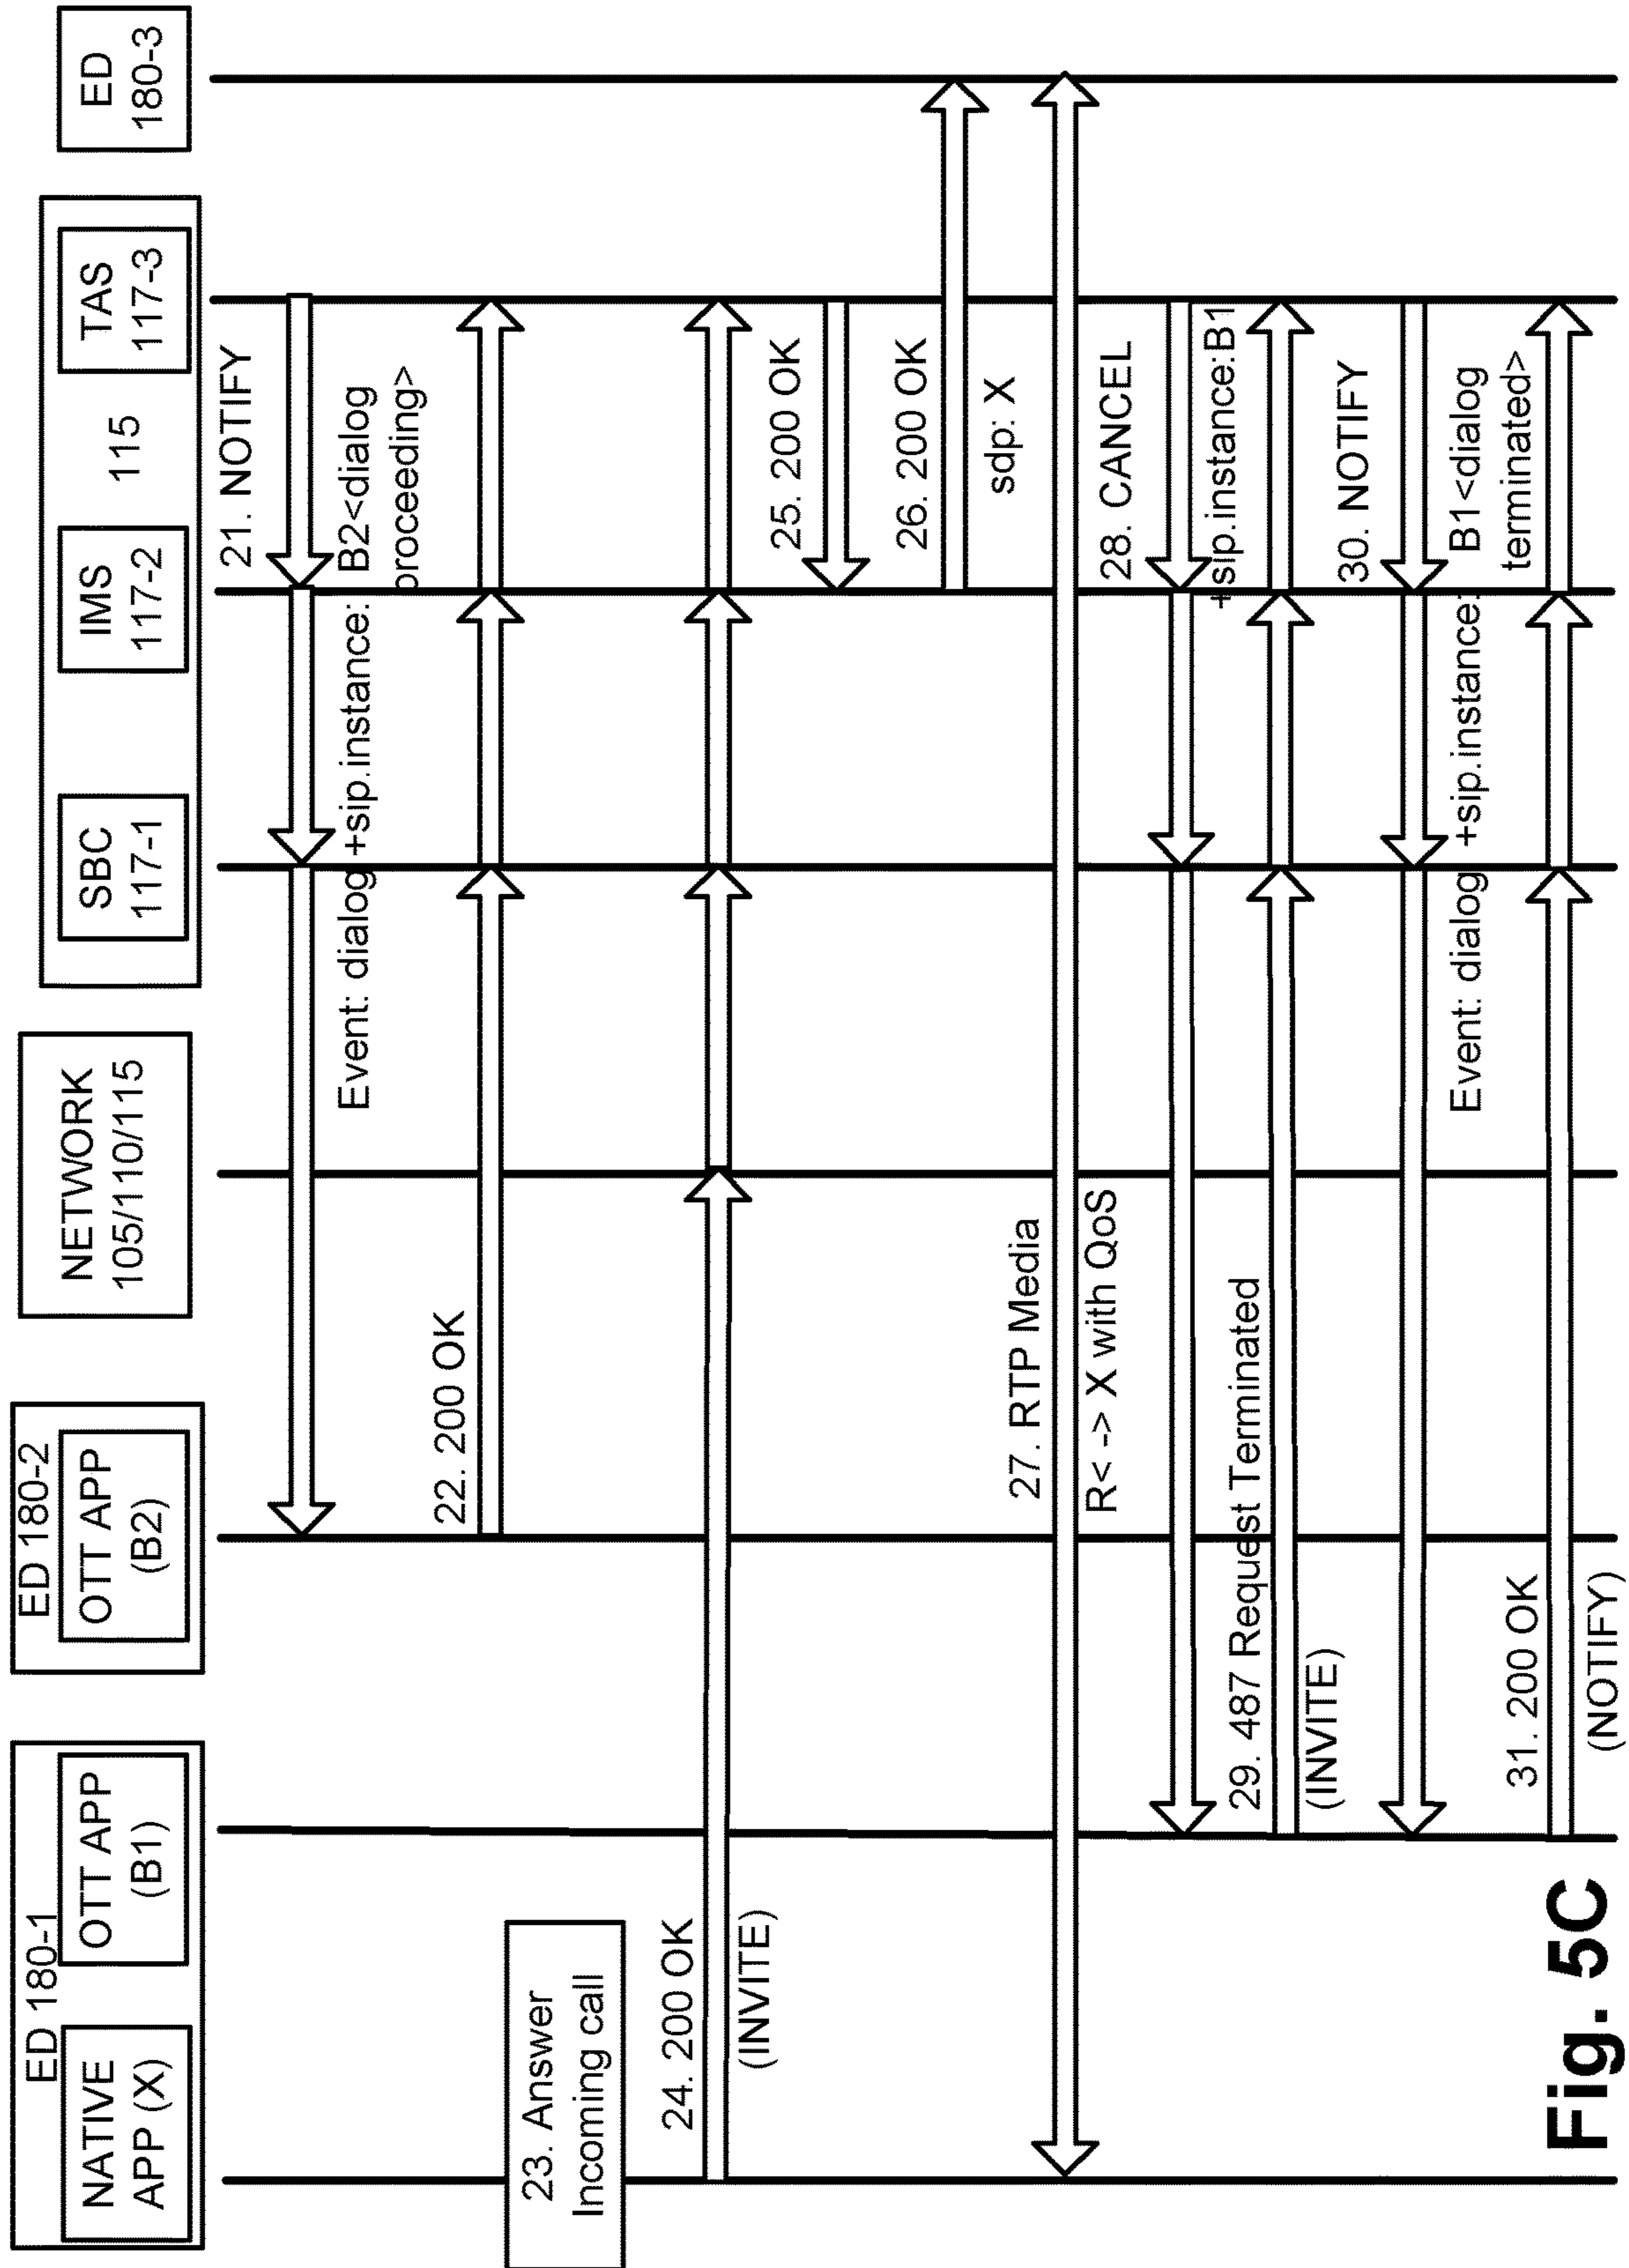 ED 180-1
NATIVE
APP (X)
OTT APP
(B1)
ED 180-2
OTT APP
(B2)
NETWORK
105/110/115
SBC
117-1
IMS
117-2
115
TAS
117-3
ED
180-3
21. NOTIFY
Event: dialog +sip.instance: B2<dialog
proceeding>
22. 200 OK
23. Answer
Incoming call
24. 200 OK
(INVITE)
25. 200 OK
26. 200 OK
sdp: X
27. RTP Media
R< -> X with QoS
28. CANCEL
+sip.instance:B1
29. 487 Request Terminated
(INVITE)
30. NOTIFY
Event: dialog +sip.instance: B1<dialog
terminated>
31. 200 OK
(NOTIFY)
Fig. 5C